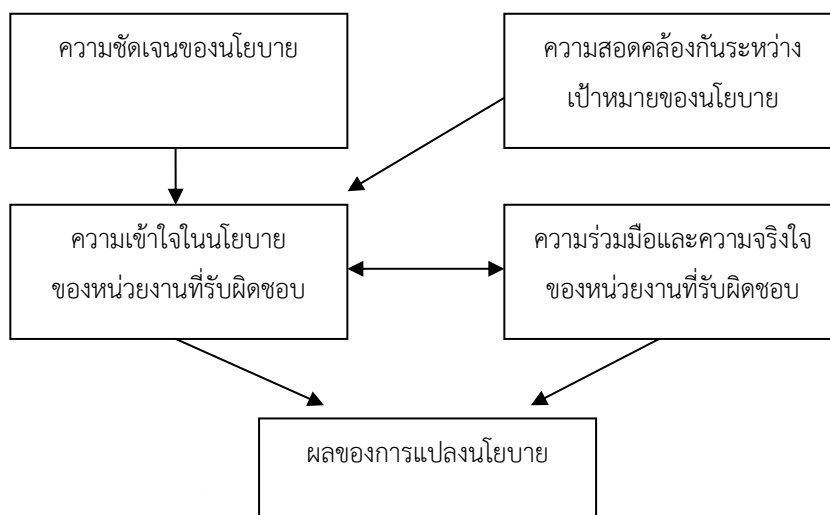 ความชัดเจนของนโยบาย
ความสอดคล้องกันระหว่าง
เป้าหมายของนโยบาย
ความเข้าใจในนโยบาย
ของหน่วยงานที่รับผิดชอบ
ความร่วมมือและความจริงใจ
ของหน่วยงานที่รับผิดชอบ
ผลของการแปลงนโยบาย